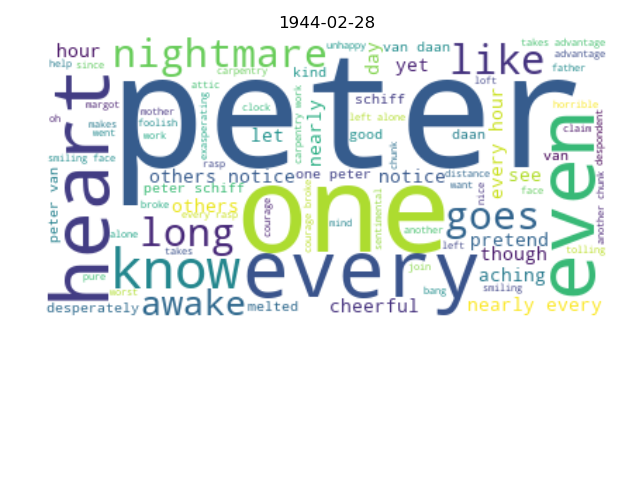 1944-02-28
hour nightmare unhappy day van daan like takes advantage
help since carpentry kind yet advantage
attic loft father
heart peter even
margot clock schiff horrible
oh mother exasperating carpentry work nearly left alone every hour
makes foolish let good daan claim
went work chunk van despondent
smiling face rasp others notice one peter notice distance see
peter van peter schiff want nice face
broke others one courage goes another chunk
every rasp courage broke mind sentimental another
alone long left pretend though tolling
takes know every join aching
pure bang smiling
worst awake melted cheerful nearly every
desperately